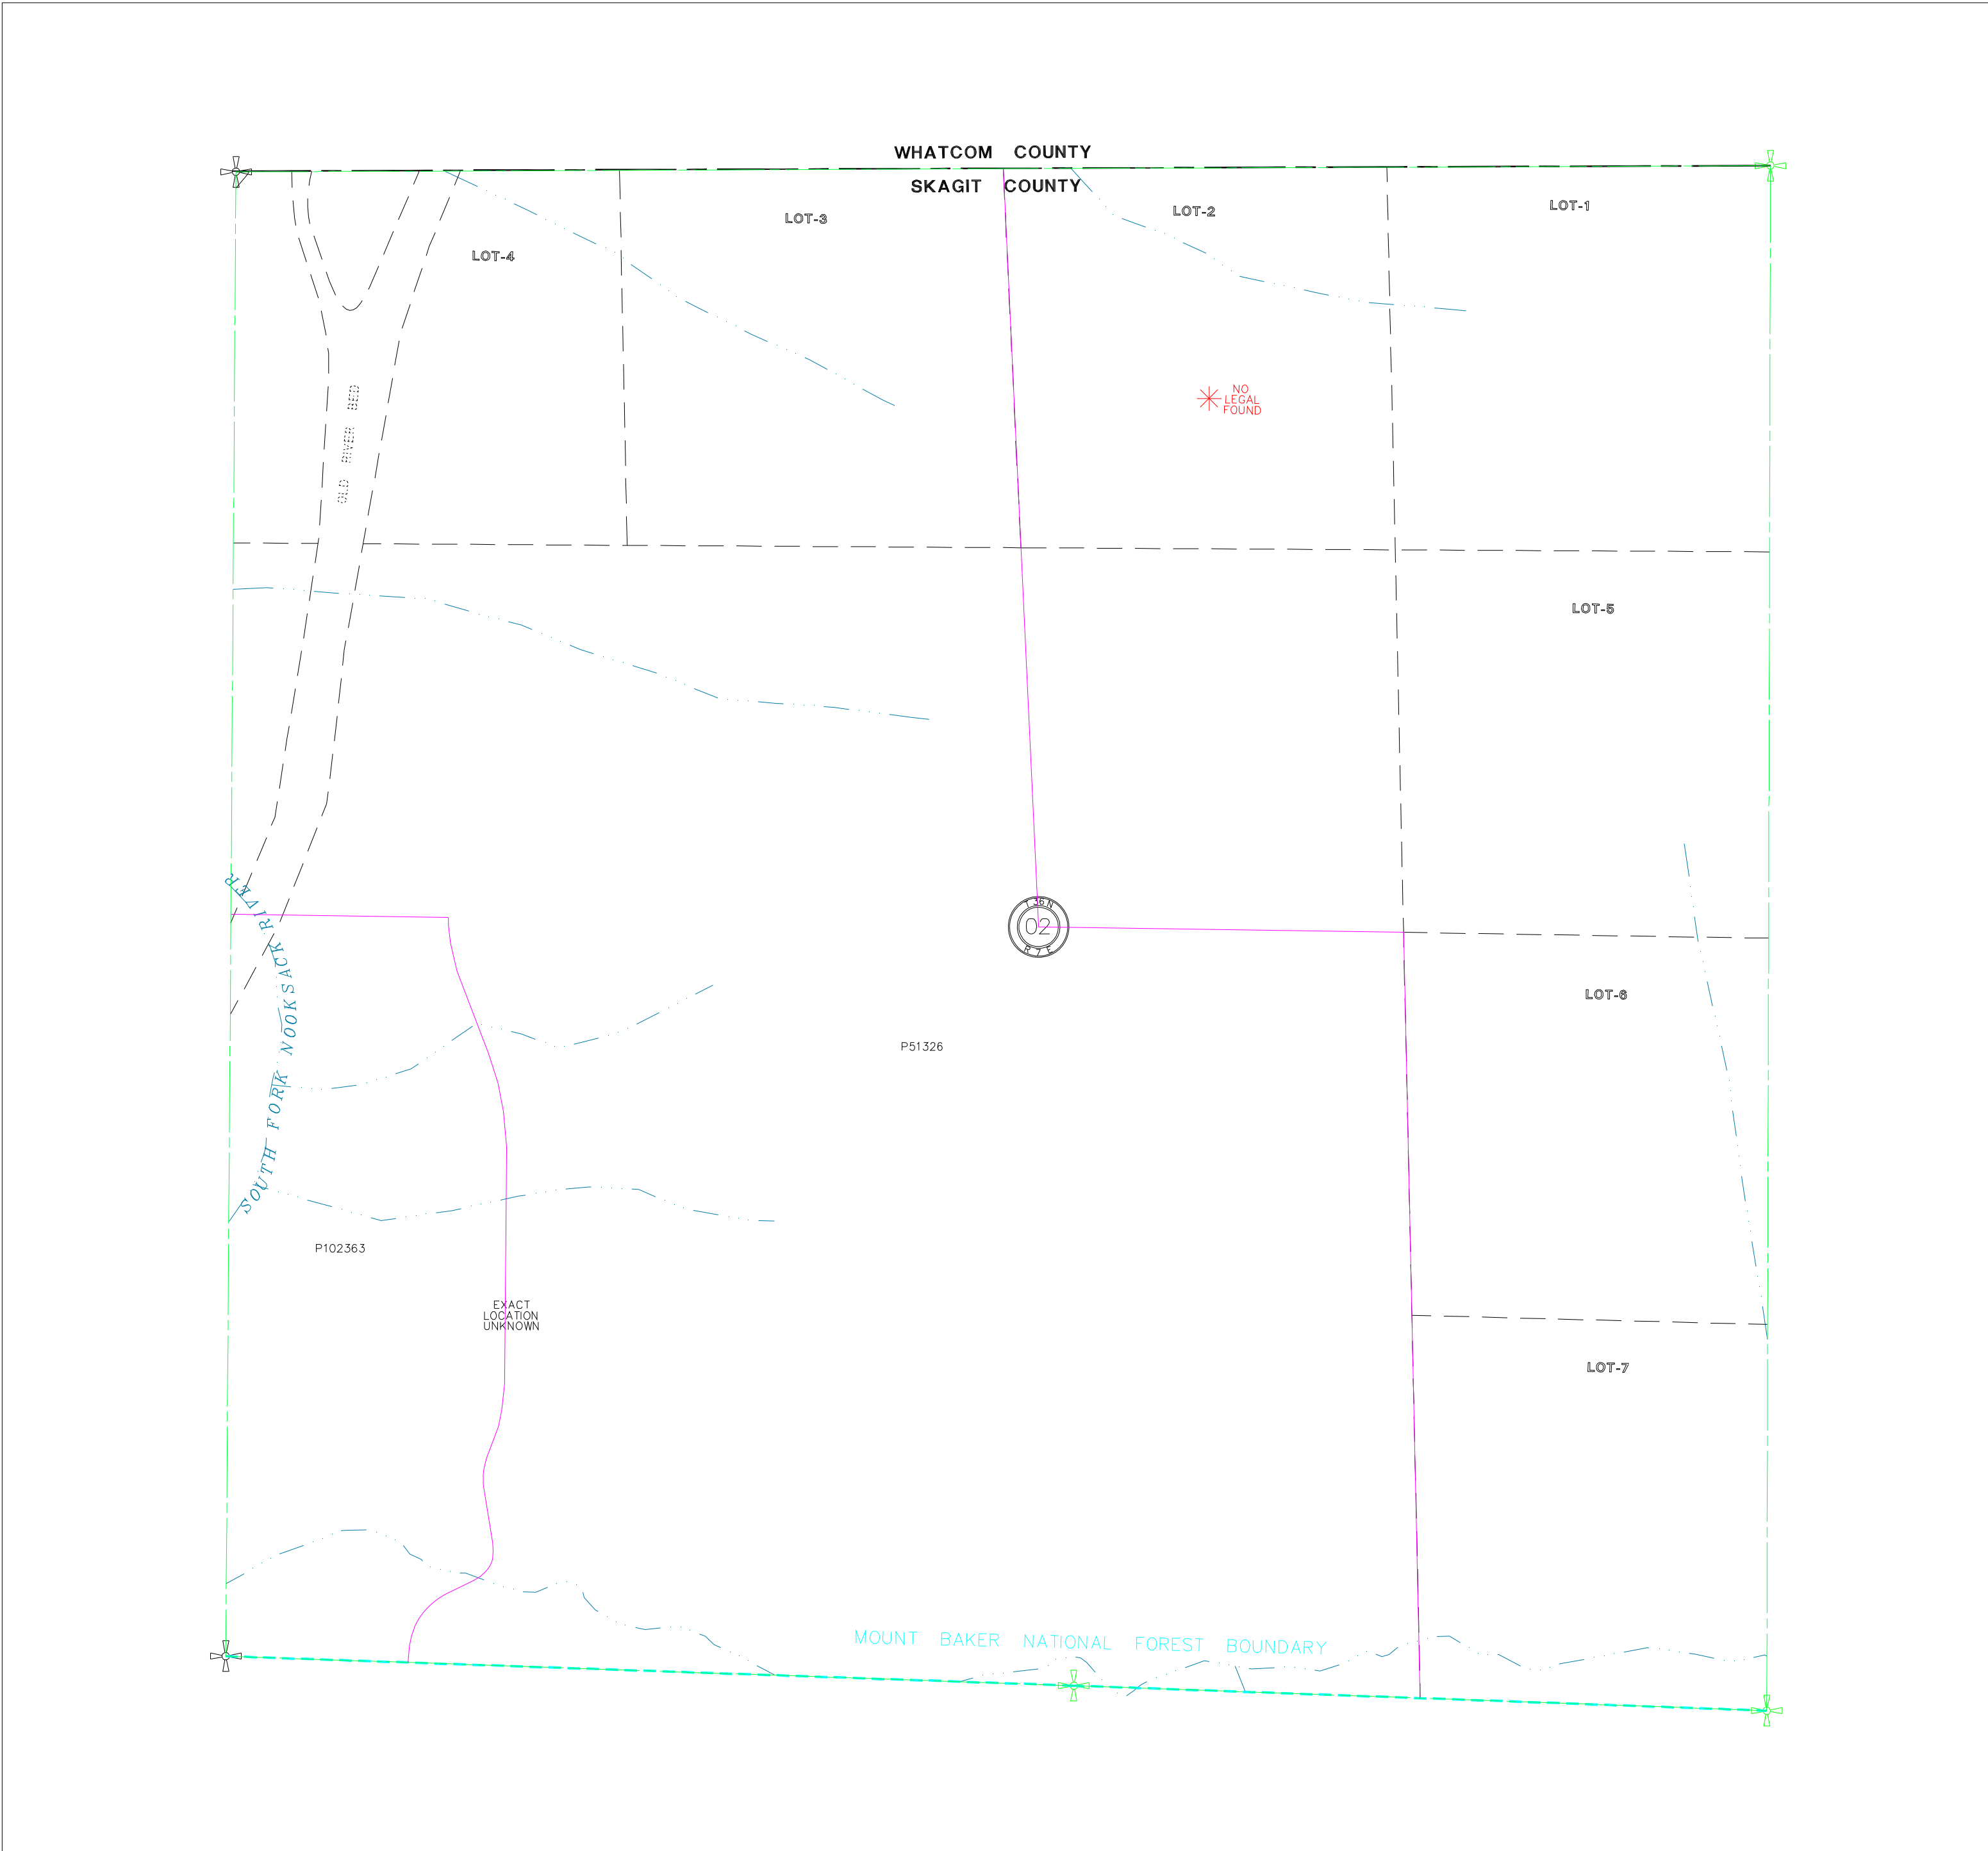 WHATCOM COUNTY
SKAGIT COUNTY
LOT-1
LOT-2
LOT-3
LOT-4
NO
LEGAL
FOUND
OLD RIVER BED
LOT-5
T36N
02
R 7 E
SOUTH FORK NOOKSACK RIVER
LOT-6
P51326
P102363
EXACT
LOCATION
UNKNOWN
LOT-7
MOUNT BAKER NATIONAL FOREST BOUNDARY